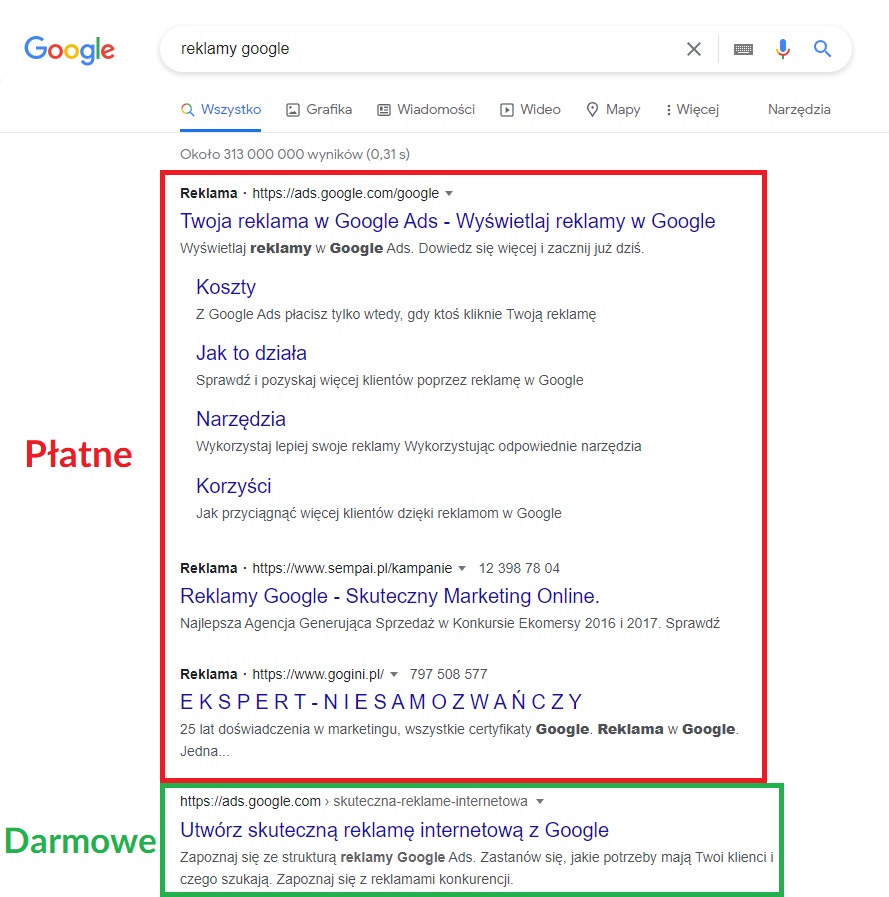 Google
reklamy google
Wszystko Grafika Wiadomości Wideo Mapy Więcej Narzędzia
Około 313 000 000 wyników (0,31 s)
Reklama · https://ads.google.com/google
Twoja reklama w Google Ads - Wyświetlaj reklamy w Google
Wyświetlaj reklamy w Google Ads. Dowiedz się więcej i zacznij już dziś.
Koszty
Z Google Ads płacisz tylko wtedy, gdy ktoś kliknie Twoją reklamę
Jak to działa
Sprawdź i pozyskaj więcej klientów poprzez reklamę w Google
Narzędzia
Wykorzystaj lepiej swoje reklamy Wykorzystując odpowiednie narzędzia
Płatne
Korzyści
Jak przyciągnąć więcej klientów dzięki reklamom w Google
Reklama · https://www.sempai.pl/kampanie 12 398 78 04
Reklamy Google - Skuteczny Marketing Online.
Najlepsza Agencja Generująca Sprzedaż w Konkursie Ekomersy 2016 i 2017. Sprawdź
Reklama · https://www.gogini.pl/ 797 508 577
E K S P E R T - N I E S A M O Z W A Ń C Z Y
25 lat doświadczenia w marketingu, wszystkie certyfikaty Google. Reklama w Google.
Jedna...
https://ads.google.com › skuteczna-reklame-internetowa
Utwórz skuteczną reklamę internetową z Google
Darmowe
Zapoznaj się ze strukturą reklamy Google Ads. Zastanów się, jakie potrzeby mają Twoi klienci i
czego szukają. Zapoznaj się z reklamami konkurencji.